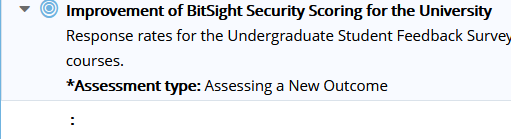 Improvement of BitSight Security Scoring for the University
Response rates for the Undergraduate Student Feedback Survey
courses.
*Assessment type: Assessing a New Outcome
: